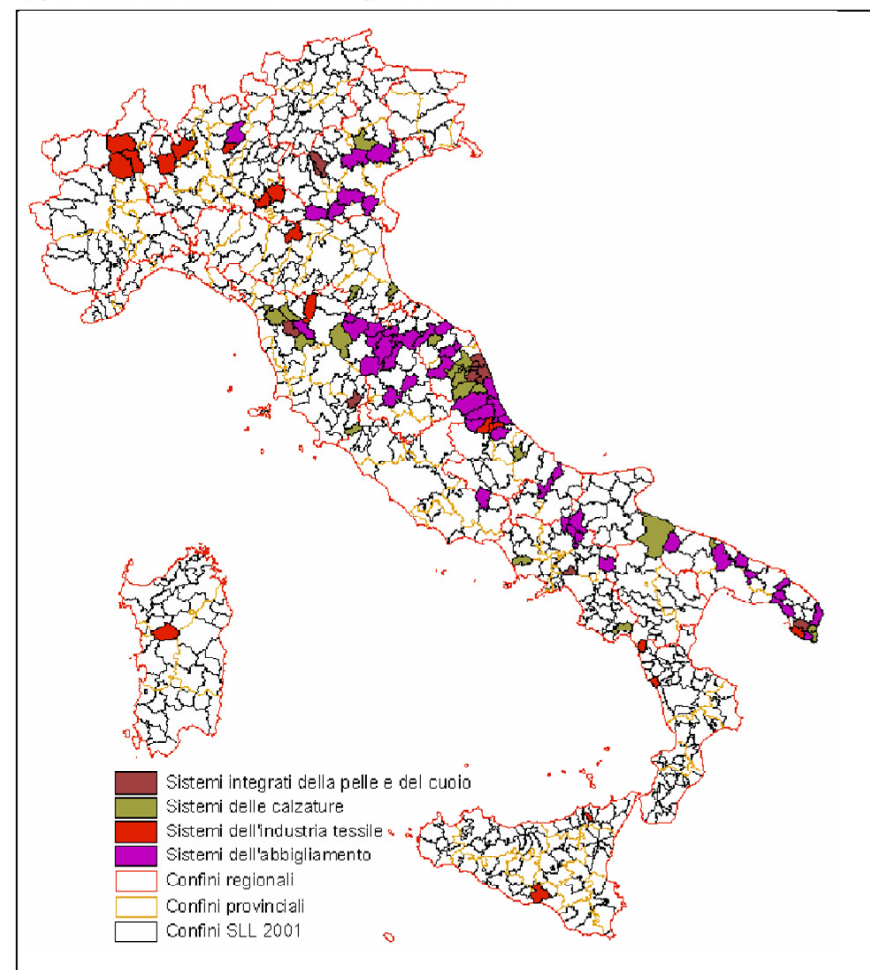 Sistemi integrati della pelle e del cuoio
Sistemi delle calzature
Sistemi dell'industria tessile
Sistemi dell'abbigliamento
Confini regionali
Confini provinciali
Confini SLL 2001